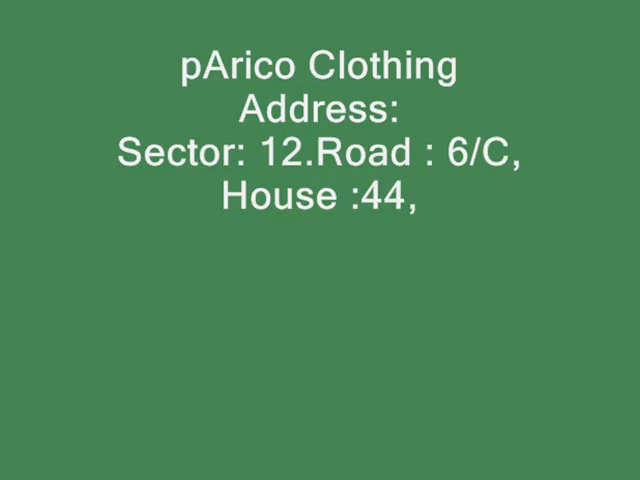 pArico Clothing
Address:
Sector: 12.Road : 6/C,
House :44,